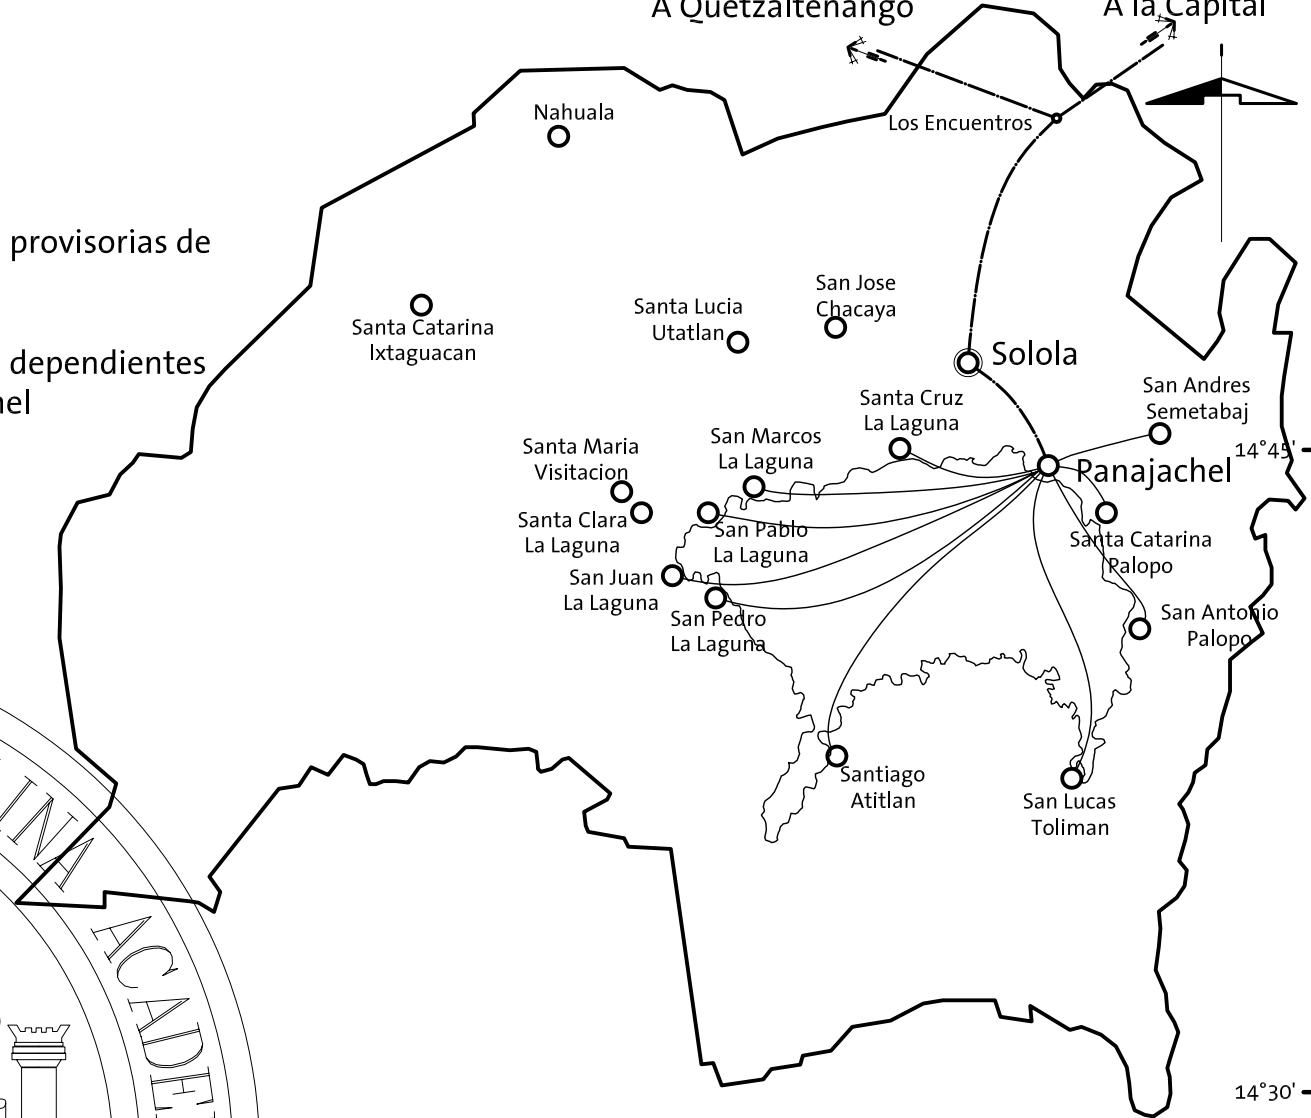 A Quetzaltenango
A la Capital
Nahuala
Los Encuentros
provisorias de
San Jose
Chacaya
Santa Lucia
Utatlan
Santa Catarina
Ixtaguacan
Solola
dependientes
San Andres
Semetabaj
Santa Cruz
La Laguna
San Marcos
La Laguna
Santa Maria
Visitacion
14°45'
Panajachel
Santa Clara
La Laguna
San Pablo
La Laguna
Santa Catarina
Palopo
San Juan
La Laguna
San Pedro
La Laguna
San Antonio
Palopo
Santiago
Atitlan
San Lucas
Toliman
14°30'